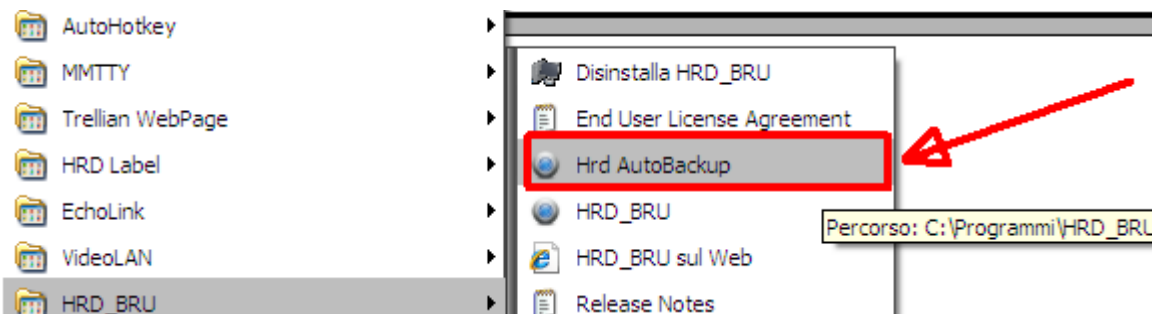 AutoHotkey
MMTTY
Trellian WebPage
HRD Label
EchoLink
VideoLAN
HRD_BRU
Disinstalla HRD_BRU
End User License Agreement
Hrd AutoBackup
HRD_BRU
HRD_BRU sul Web
Release Notes
Percorso: C:\Programmi\HRD_BRU